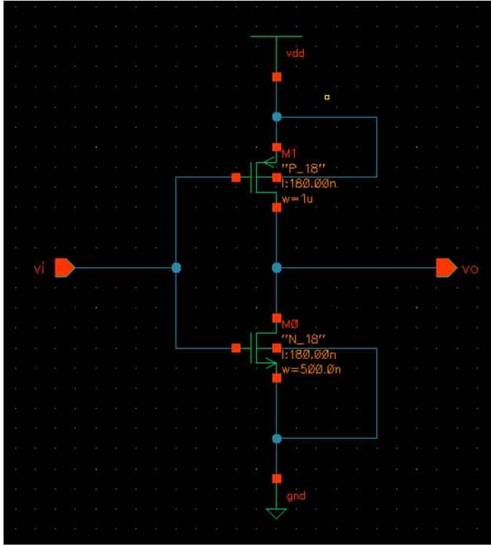 vdd
M1
"P_18"
l:180.00n
w=1u
vi
vo
M0
"N_18"
l:180.00n
w=500.0n
gnd